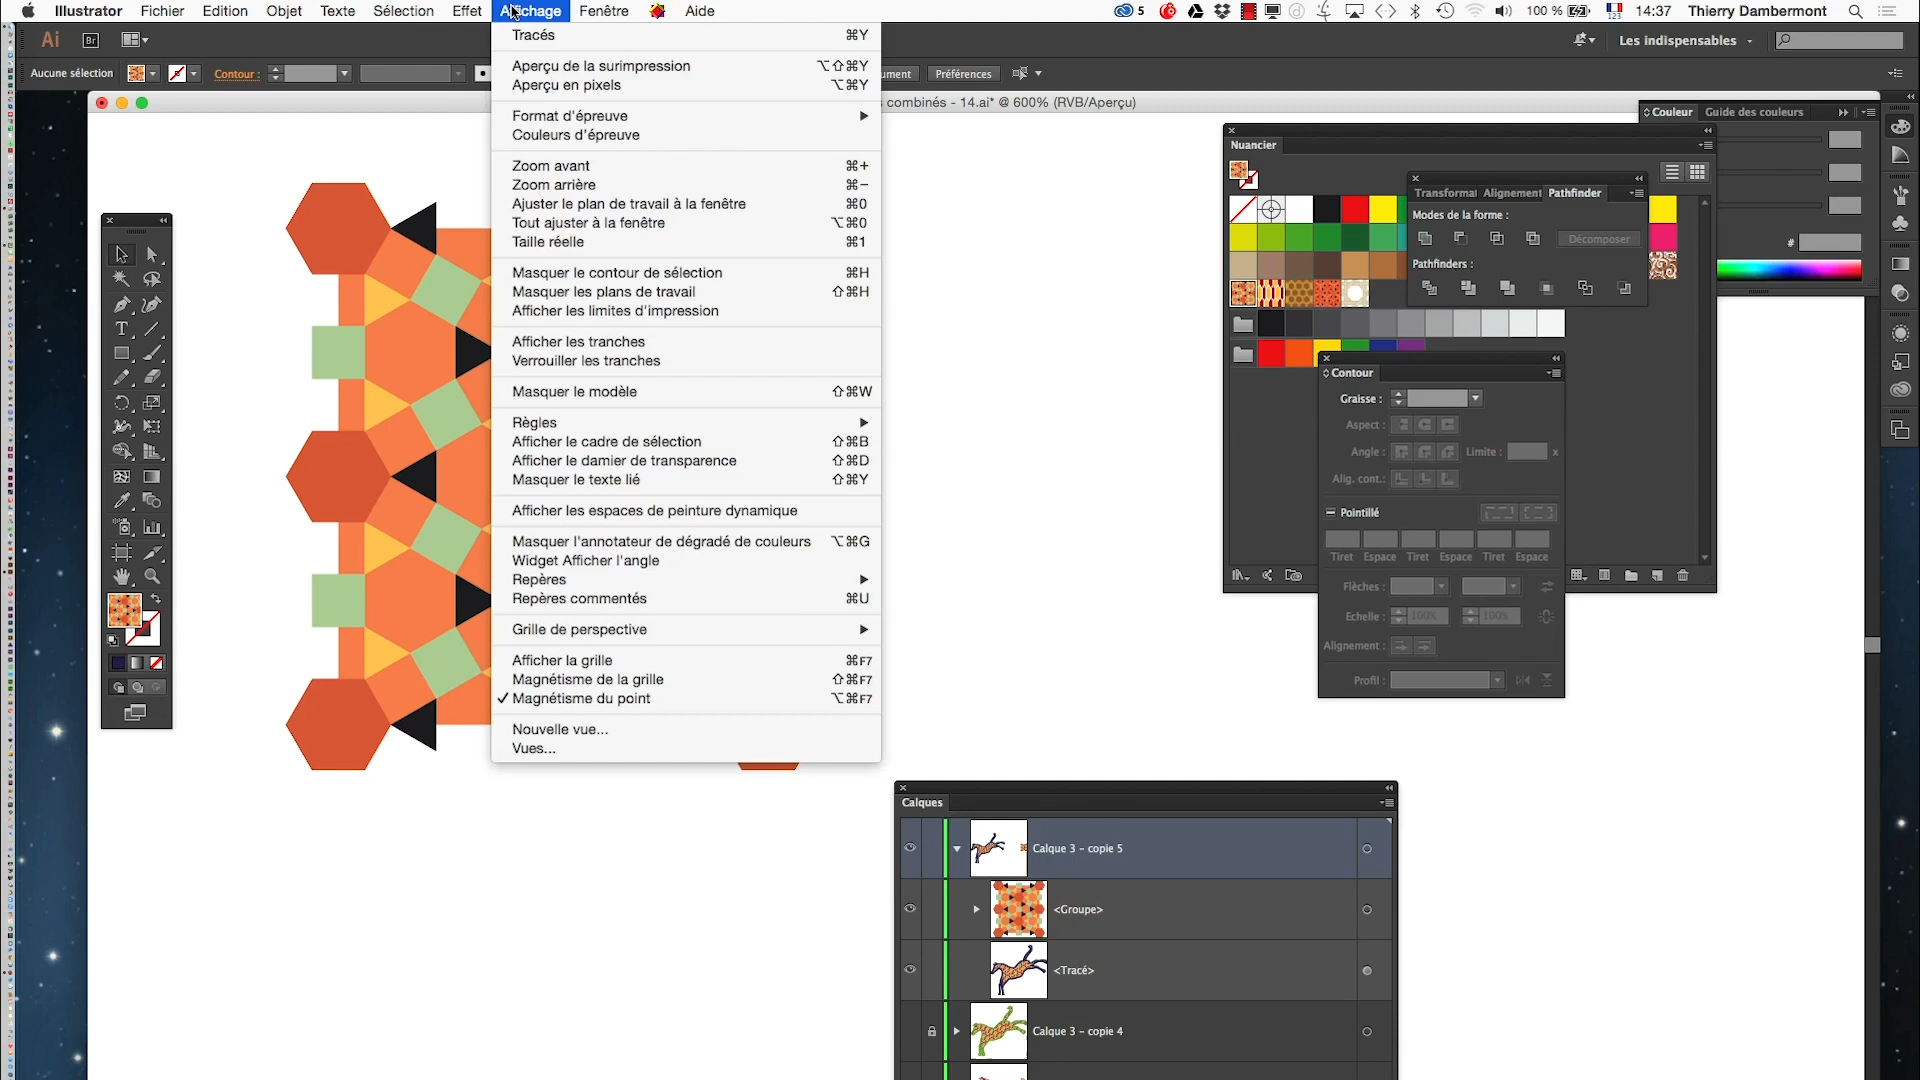 Illustrator Fichier Edition Objet Texte Sélection Effet Affichage Fenêtre Aide 5 100 % 14:37 Thierry Dambermont
Ai Br Les indispensables
Aucune sélection Contour : ument Préférences
s combinés - 14.ai* @ 600% (RVB/Aperçu)
Tracés ⌘Y
Aperçu de la surimpression ⌥⇧⌘Y
Aperçu en pixels ⌥⌘Y
Format d'épreuve
Couleurs d'épreuve
Zoom avant ⌘+
Zoom arrière ⌘−
Ajuster le plan de travail à la fenêtre ⌘0
Tout ajuster à la fenêtre ⌥⌘0
Taille réelle ⌘1
Masquer le contour de sélection ⌘H
Masquer les plans de travail ⇧⌘H
Afficher les limites d'impression
Afficher les tranches
Verrouiller les tranches
Masquer le modèle ⇧⌘W
Règles
Afficher le cadre de sélection ⇧⌘B
Afficher le damier de transparence ⇧⌘D
Masquer le texte lié ⇧⌘Y
Afficher les espaces de peinture dynamique
Masquer l'annotateur de dégradé de couleurs ⌥⌘G
Widget Afficher l'angle
Repères
Repères commentés ⌘U
Grille de perspective
Afficher la grille ⌘F7
Magnétisme de la grille ⇧⌘F7
✓ Magnétisme du point ⌥⌘F7
Nouvelle vue...
Vues...
Couleur Guide des couleurs
#
Nuancier
Transformat Alignement Pathfinder
Modes de la forme :
Décomposer
Pathfinders :
Contour
Graisse :
Aspect :
Angle : Limite : x
Alig. cont.:
Pointillé
Tiret Espace Tiret Espace Tiret Espace
Flèches :
Echelle : 100% 100%
Alignement :
Profil :
Calques
Calque 3 - copie 5
<Groupe>
<Tracé>
Calque 3 - copie 4